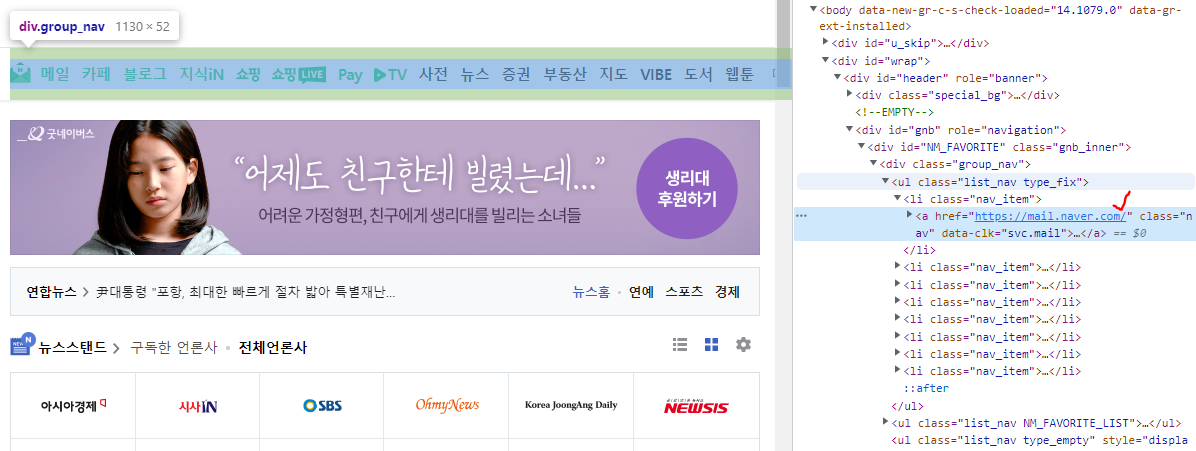 div.group_nav 1130 × 52
메일 카페 블로그 지식iN 쇼핑 쇼핑LIVE Pay TV 사전 뉴스 증권 부동산 지도 VIBE 도서 웹툰
굿네이버스
“어제도 친구한테 빌렸는데...”
어려운 가정형편, 친구에게 생리대를 빌리는 소녀들
생리대
후원하기
연합뉴스 > 尹대통령 "포항, 최대한 빠르게 절차 밟아 특별재난...
뉴스홈 · 연예 스포츠 경제
NEW N 뉴스스탠드 > 구독한 언론사 · 전체언론사
아시아경제 시사IN SBS OhmyNews Korea JoongAng Daily NEWSIS
▼<body data-new-gr-c-s-check-loaded="14.1079.0" data-gr-
ext-installed>
▶<div id="u_skip">…</div>
▼<div id="wrap">
▼<div id="header" role="banner">
▶<div class="special_bg">…</div>
<!--EMPTY-->
▼<div id="gnb" role="navigation">
▼<div id="NM_FAVORITE" class="gnb_inner">
▼<div class="group_nav">
▼<ul class="list_nav type_fix">
▼<li class="nav_item">
▶<a href="https://mail.naver.com/" class="n
av" data-clk="svc.mail">…</a> == $0
</li>
▶<li class="nav_item">…</li>
▶<li class="nav_item">…</li>
▶<li class="nav_item">…</li>
▶<li class="nav_item">…</li>
▶<li class="nav_item">…</li>
▶<li class="nav_item">…</li>
▶<li class="nav_item">…</li>
::after
</ul>
▶<ul class="list_nav NM_FAVORITE_LIST">…</ul>
<ul class="list_nav type_empty" style="displa